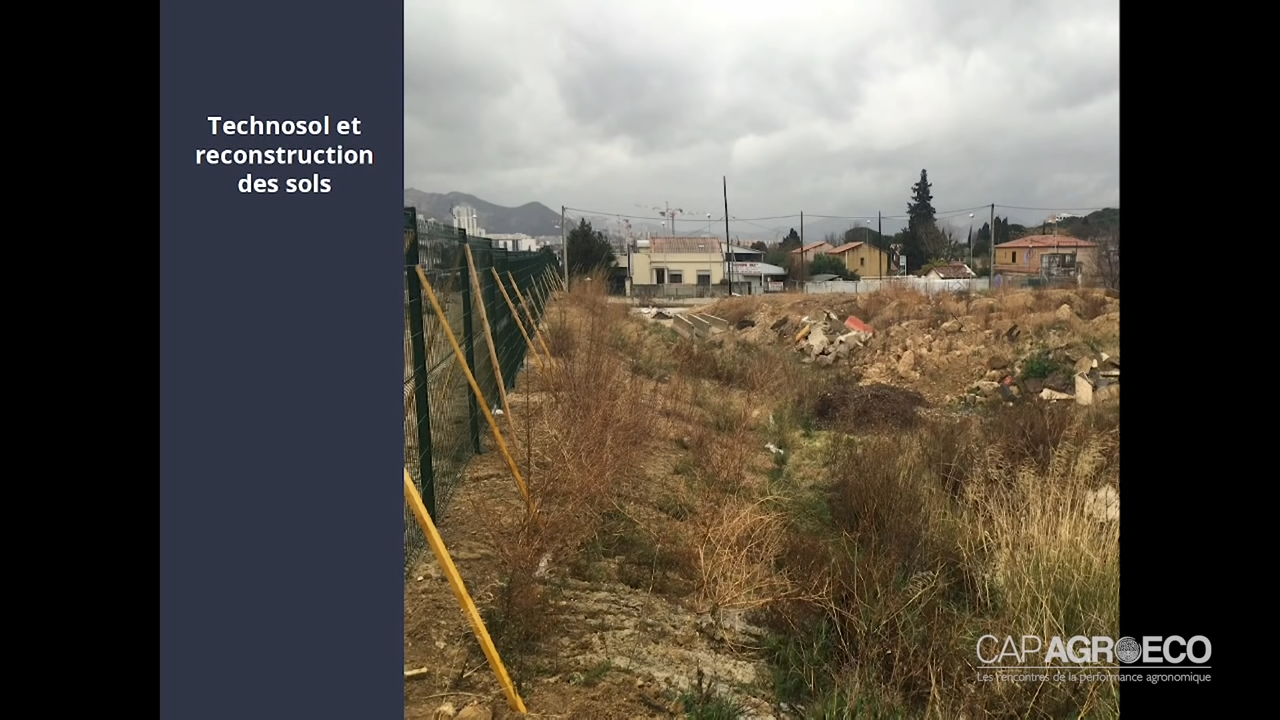 Technosol et
reconstruction
des sols
CAPAGROECO
Les rencontres de la performance agronomique